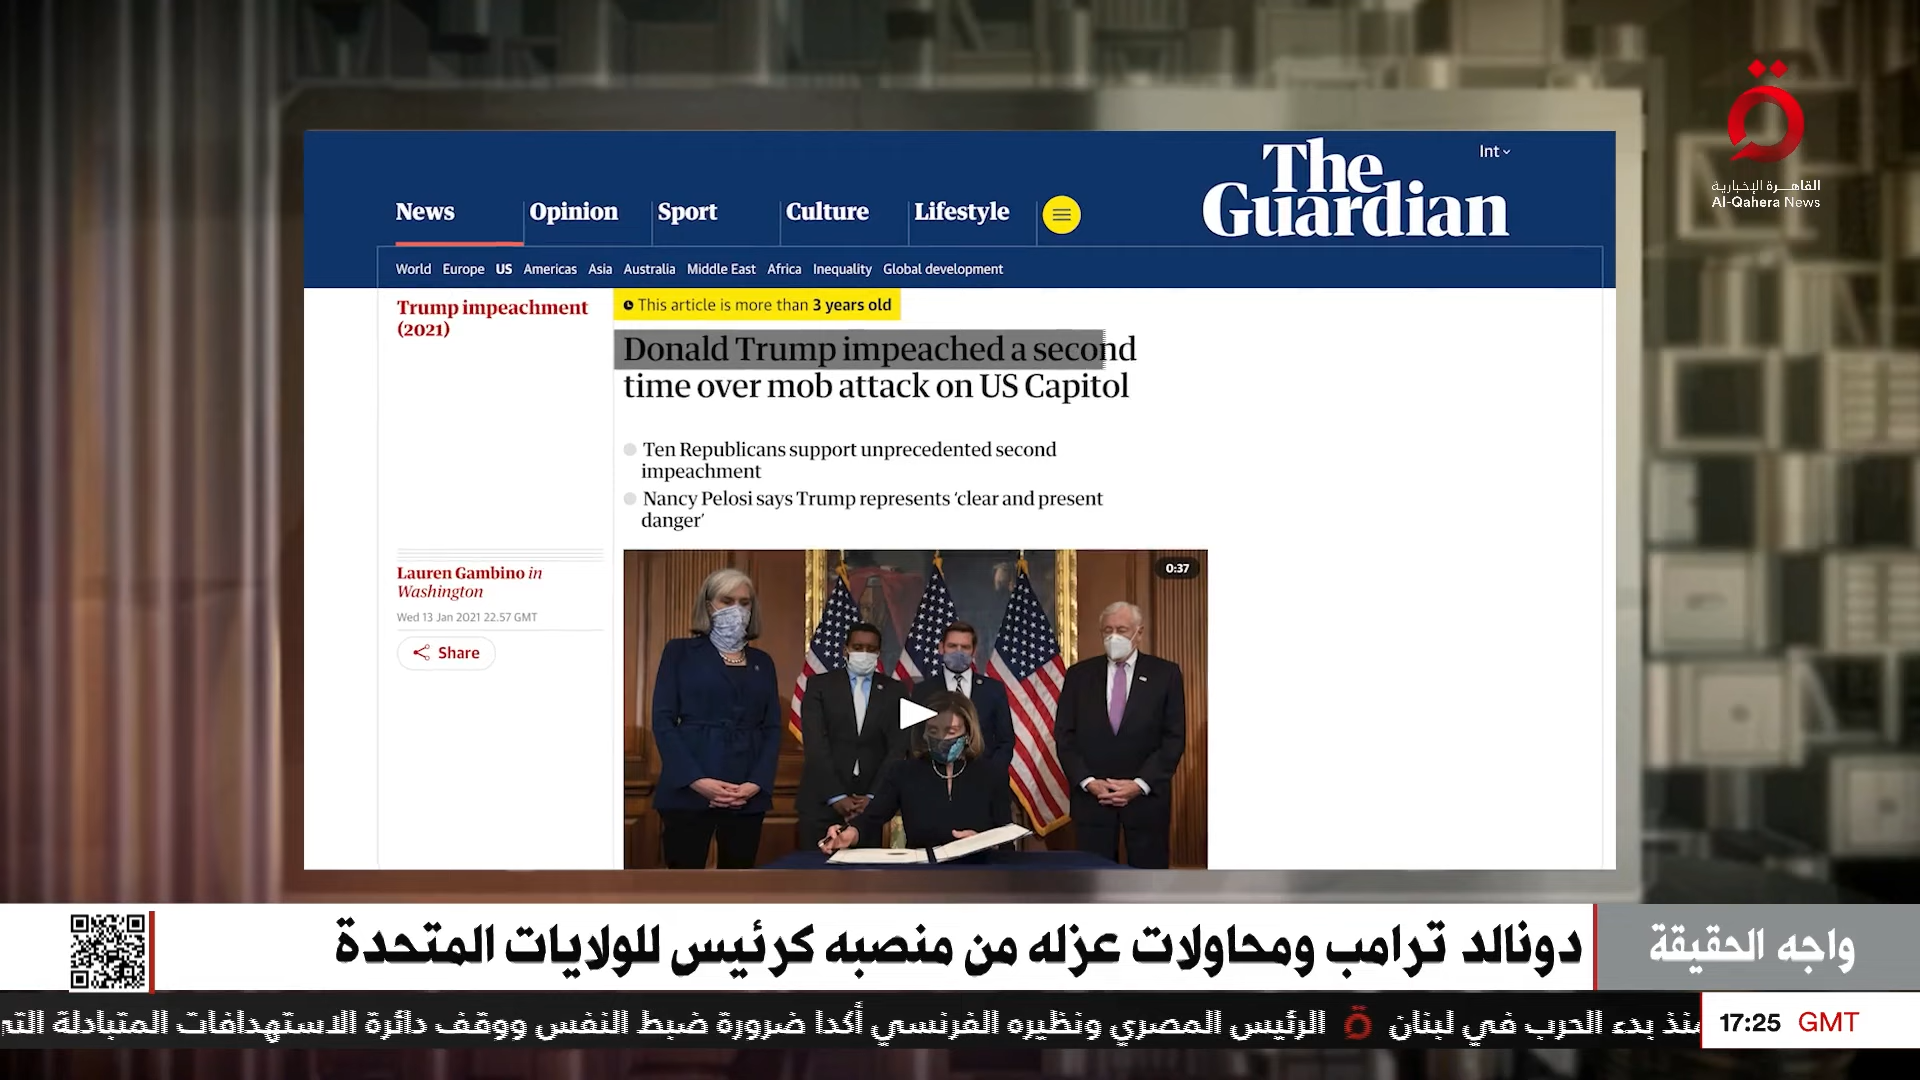 القاهرة الإخبارية
Al-Qahera News
Int
The
Guardian
News
Opinion
Sport
Culture
Lifestyle
World Europe US Americas Asia Australia Middle East Africa Inequality Global development
Trump impeachment
(2021)
This article is more than 3 years old
Donald Trump impeached a second
time over mob attack on US Capitol
Ten Republicans support unprecedented second
impeachment
Nancy Pelosi says Trump represents ‘clear and present
danger’
Lauren Gambino in
Washington
Wed 13 Jan 2021 22.57 GMT
Share
0:37
واجه الحقيقة
دونالد ترامب ومحاولات عزله من منصبه كرئيس للولايات المتحدة
منذ بدء الحرب في لبنان
الرئيس المصري ونظيره الفرنسي أكدا ضرورة ضبط النفس ووقف دائرة الاستهدافات المتبادلة
17:25 GMT